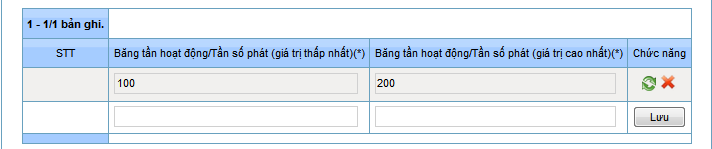 1 - 1/1 bản ghi.
STT Băng tần hoạt động/Tần số phát (giá trị thấp nhất)(*) Băng tần hoạt động/Tần số phát (giá trị cao nhất)(*) Chức năng
100 200
Lưu